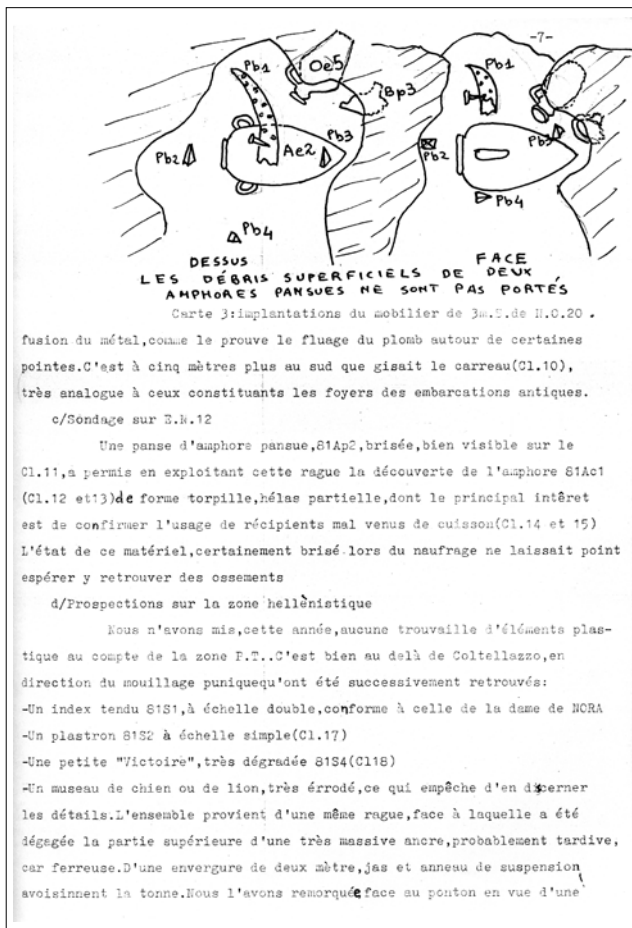 -7-
Pb1
Oe5
Bp3
Pb2
Ae2
Pb3
Pb4
Pb1
Pb2
Pb3
Pb4
DESSUS
FACE
LES DÉBRIS SUPERFICIELS DE DEUX
AMPHORES PANSUES NE SONT PAS PORTÉS
Carte 3:implantations du mobilier de 3m.S.de N.O.20 .
fusion du métal,comme le prouve le fluage du plomb autour de certaines
pointes.C'est à cinq mètres plus au sud que gisait le carreau(Cl.10),
très analogue à ceux constituants les foyers des embarcations antiques.
c/Sondage sur Z.N.12
Une panse d'amphore pansue,81Ap2,brisée,bien visible sur le
Cl.11,a permis en exploitant cette rague la découverte de l'amphore 81Ac1
(Cl.12 et13)de forme torpille,hélas partielle,dont le principal intêret
est de confirmer l'usage de récipients mal venus de cuisson(Cl.14 et 15)
L'état de ce matériel,certainement brisé lors du naufrage ne laissait point
espérer y retrouver des ossements
d/Prospections sur la zone hellènistique
Nous n'avons mis,cette année,aucune trouvaille d'éléments plas-
tique au compte de la zone P.T..C'est bien au delà de Coltellazzo,en
direction du mouillage puniquequ'ont été successivement retrouvés:
-Un index tendu 81S1,à échelle double,conforme à celle de la dame de NORA
-Un plastron 81S2 à échelle simple(Cl.17)
-Une petite "Victoire",très dégradée 81S4(Cl18)
-Un museau de chien ou de lion,très érrodé,ce qui empêche d'en discerner
les détails.L'ensemble provient d'une même rague,face à laquelle a été
dégagée la partie supérieure d'une très massive ancre,probablement tardive,
car ferreuse.D'une envergure de deux mètre,jas et anneau de suspension
avoisinnent la tonne.Nous l'avons remorquée face au ponton en vue d'une